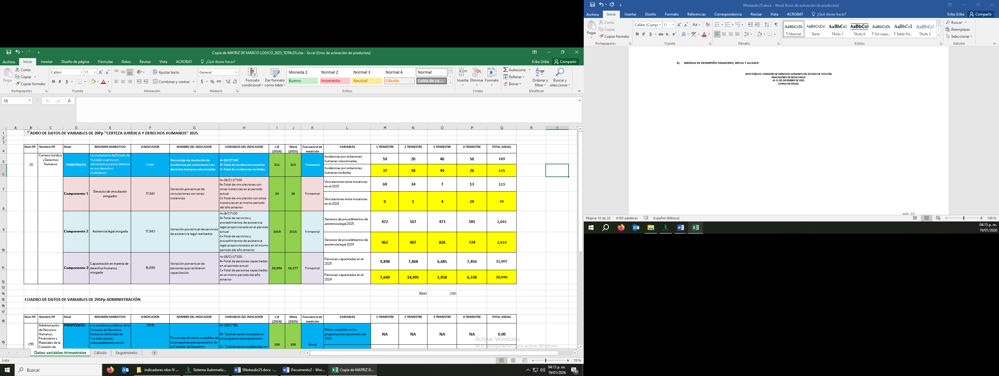 Copia de MATRIZ DE MARCO LOGICO_2025_TOTALES.xlsx - Excel (Error de activación de productos)
Archivo Inicio Insertar Diseño de página Fórmulas Datos Revisar Vista ACROBAT ¿Qué desea hacer? Erika Uribe Compartir
Pegar
Cortar
Copiar
Copiar formato
Portapapeles
Calibri 11
N K S
Fuente
Ajustar texto
Combinar y centrar
Alineación
General
$ % 000
Número
Formato condicional
Dar formato como tabla
Moneda 2 Normal 2 Normal 3 Normal 4 Normal
Bueno Incorrecto Neutral Cálculo Celda de co...
Estilos
Insertar Eliminar Formato
Celdas
Autosuma
Rellenar
Borrar
Ordenar y filtrar
Buscar y seleccionar
Modificar
S6 fx
A B C D E F G H I J K L M N O P Q R S
1 ADRO DE DATOS DE VARIABLES DE 20Pp "CERTEZA JURÍDICA Y DERECHOS HUMANOS" 2025
2
3
4 Num PP Nombre PP Nivel RESUMEN NARRATIVO # INDICADOR NOMBRE DEL INDICADOR VARIABLES DEL INDICADOR L.B (2024) Meta (2025) Frecuencia de medición VARIABLES 1 TRIMESTRE 2 TRIMESTRE 3 TRIMESTRE 4 TRIMESTRE TOTAL ANUAL
5
6
20
Certeza Jurídica y Derechos Humanos
PROPÓSITO
La ciudadanía del Estado de Yucatán cuenta con mecanismos para la defensa en sus derechos ciudadanos
17,640
Porcentaje de resolución de incidencias por violaciones a los derechos humanos solucionadas
A=(B/C)*100
B=Total de incidencias resueltas
C=Total de incidencias recibidas
311 323 Trimestral
Incidencias por violaciones humanas solucionadas 59 20 40 50 169
Incidencias por violaciones humanas recibidas 37 18 44 26 125
7
8
Componente 1
Servicios de vinculación otorgados
17,641
Variación porcentual de vinculaciones con otras instancias
A=((B/C)-1)*100
B=Total de vinculaciones con otras instancias en el periodo actual
C=Total de vinculación con otras instancias en el mismo periodo del año anterior
34 36 Trimestral
Vinculaciones entre instancias en el 2025 69 34 7 13 123
Vinculaciones entre instancias en el 2024 0 1 4 29 34
9
10
Componente 2
Asistencia legal otorgada
17,643
Variación porcentual de servicios de asistencia legal realizados
A=(B/C)*100
B=Total de servicios y procedimientos de asistencia legal proporcionado en el periodo actual
C=Total de servicios y procedimientos de asistencia legal proporcionados en el mismo periodo del año anterior
2419 2515 Trimestral
Servicios de procedimientos de asistencia legal 2025 472 567 473 581 2,093
Servicios de procedimientos de asistencia legal 2024 462 407 826 724 2,419
11
12
Componente 3
Capacitación en materia de derechos humanos otorgada
16,699
Variación porcentual de personas que recibieron capacitación
A=((B/C)-1)*100
B=Total de personas capacitadas en el periodo actual
C=Total de personas capacitadas en el mismo periodo del año anterior
30,994 32,177 Trimestral
Personas capacitadas en el 2025 9,898 7,868 6,685 7,456 31,907
Personas capacitadas en el 2024 7,649 14,995 1,958 6,338 30,940
13
14 15641 2101
15 CUADRO DE DATOS DE VARIABLES DE 295Pp ADMINISTRACIÓN
16
17
18 Num PP Nombre PP Nivel RESUMEN NARRATIVO # INDICADOR NOMBRE DEL INDICADOR VARIABLES DEL INDICADOR L.B (2024) Meta (2025) Frecuencia de medición VARIABLES 1 TRIMESTRE 2 TRIMESTRE 3 TRIMESTRE 4 TRIMESTRE TOTAL ANUAL
19
295
Administración de Recursos Humanos, Financieros y Materiales de la Comisión de
PROPÓSITO
Los servidores públicos de la Comisión de Derechos Humanos del Estado de Yucatán operan adecuadamente con los
19310
Porcentaje de metas cumplidas de los programas presupuestarios de la Comisión de Derechos
A= (B/C)*100
B= Total de metas cumplidas en los programas presupuestarios
C= Total de metas establecidas en
100 100 Anual
Metas cumplidas en los programas presupuestario del 2024 NA NA NA NA 0.00
Activar Windows
Ve a Configuración para activar Windows.
Datos variables trimestrales Cálculo Seguimineto
Listo 70 %
Buscar
indicadores rdos IV ... Sistema Automatiz... 5Notasdic25.docx -... Documento2 - Wor... Copia de MATRIZ D...
04:15 p. m.
19/01/2026
10
5Notasdic25.docx - Word (Error de activación de productos)
Archivo Inicio Insertar Diseño Formato Referencias Correspondencia Revisar Vista ACROBAT ¿Qué desea hacer? Erika Uribe Compartir
Pegar
Cortar
Copiar
Copiar formato
Portapapeles
Calibri (Cuerpo 11
N K S abc x₂ x²
Fuente
Párrafo
AaBbCcDc AaBbCcDd AaBbCcl AaBbCcl AaBbCcDc AaBbCcI AaBbCcl
¶ Normal Texto Título 1 Título 6 ¶ Sin espa... ¶ Table Pa... Título 2
Estilos
Buscar
Reemplazar
Seleccionar
Edición
b) MEDIDAS DE DESEMPEÑO FINANCIERO, METAS Y ALCANCE:
ENTE PÚBLICO: COMISIÓN DE DERECHOS HUMANOS DEL ESTADO DE YUCATÁN
INDICADORES DE RESULTADOS
AL 31 DE DICIEMBRE DE 2025
(CIFRAS EN PESOS)
pág. 10
Página 10 de 22 6183 palabras Español (México) 100 %
04:15 p. m.
19/01/2026